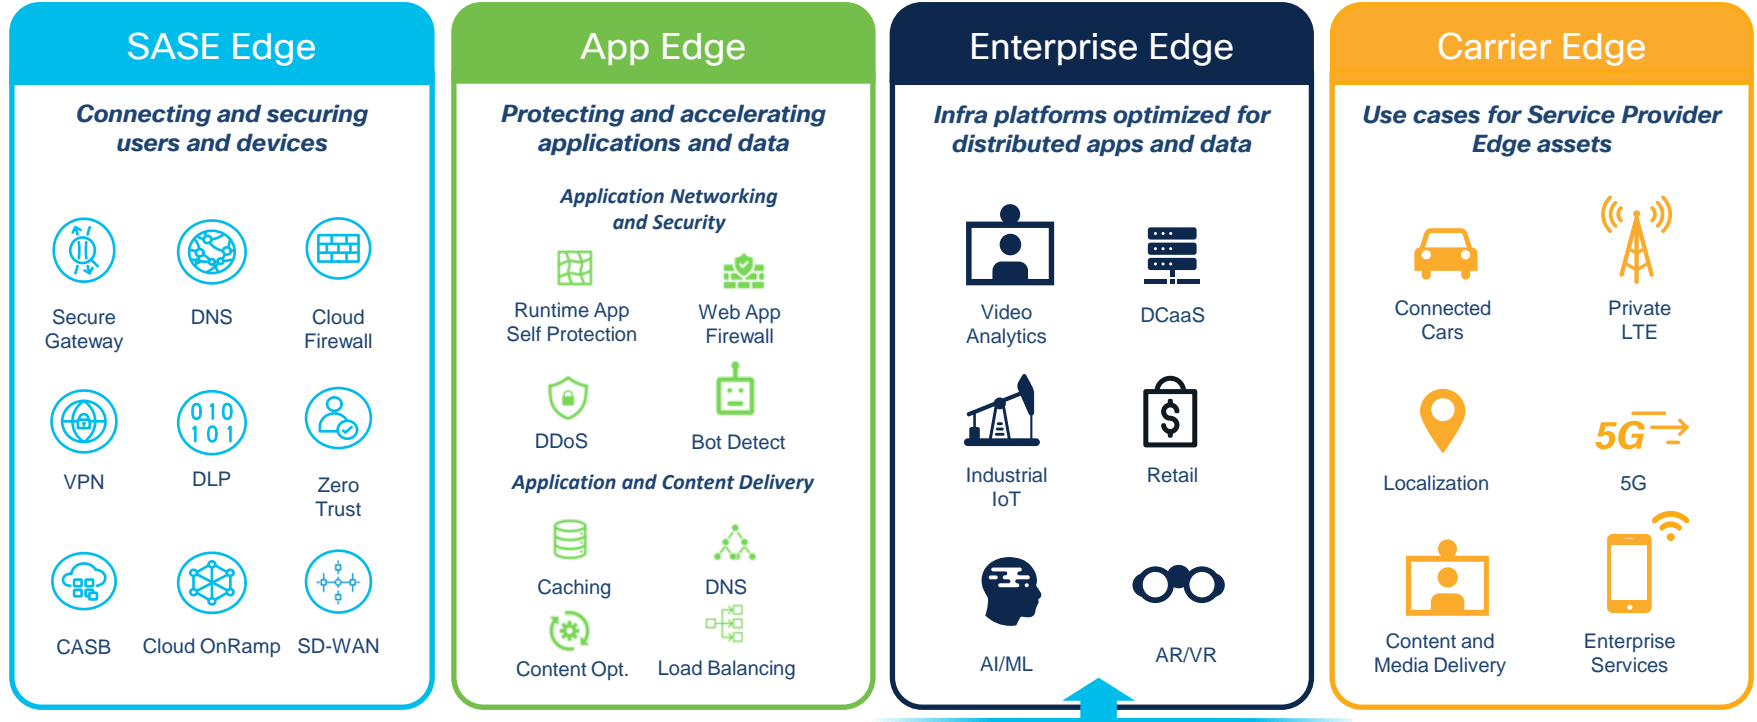 SASE Edge
Connecting and securing
users and devices
Secure
Gateway
DNS
Cloud
Firewall
VPN
010
101
DLP
Zero
Trust
CASB
Cloud OnRamp
SD-WAN
App Edge
Protecting and accelerating
applications and data
Application Networking
and Security
Runtime App
Self Protection
Web App
Firewall
DDoS
Bot Detect
Application and Content Delivery
Caching
DNS
Content Opt.
Load Balancing
Enterprise Edge
Infra platforms optimized for
distributed apps and data
Video
Analytics
DCaaS
Industrial
IoT
$
Retail
AI/ML
AR/VR
Carrier Edge
Use cases for Service Provider
Edge assets
Connected
Cars
Private
LTE
Localization
5G
5G
Content and
Media Delivery
Enterprise
Services